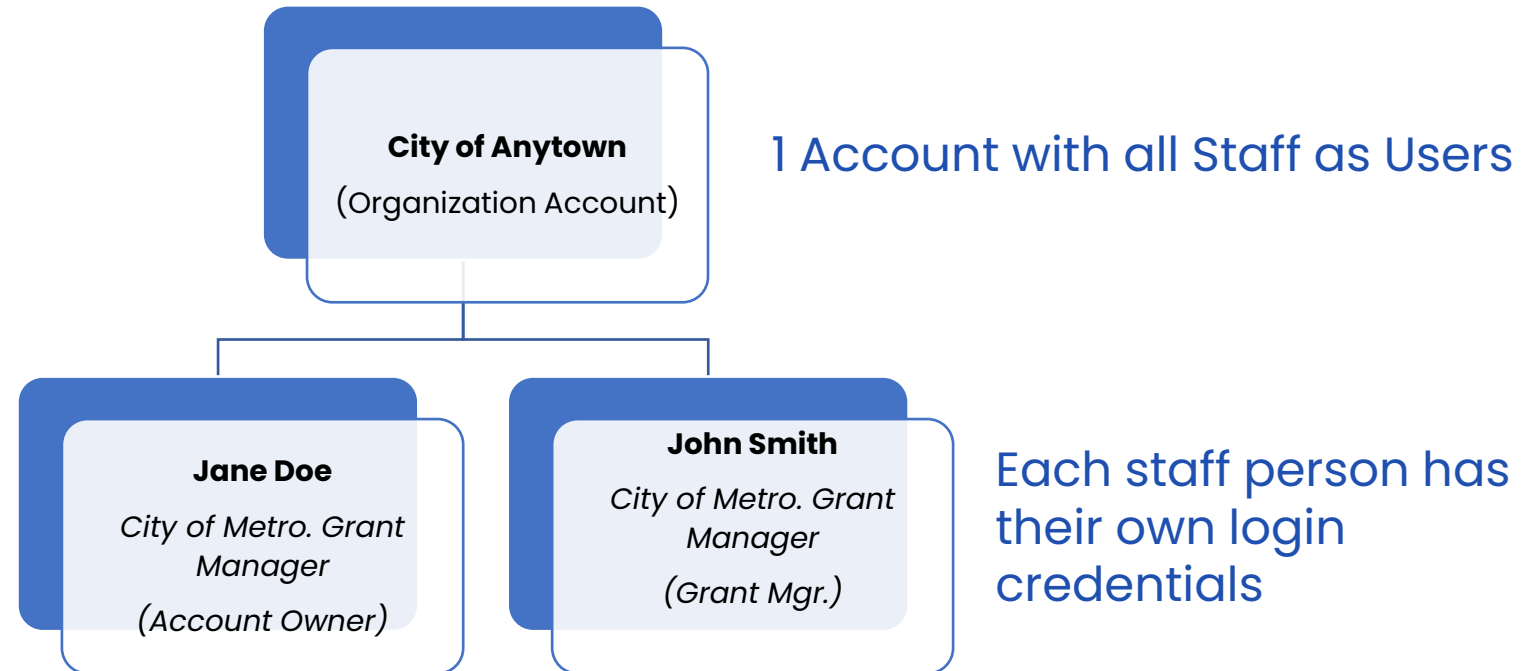 City of Anytown
(Organization Account)
1 Account with all Staff as Users
Jane Doe
City of Metro. Grant
Manager
(Account Owner)
John Smith
City of Metro. Grant
Manager
(Grant Mgr.)
Each staff person has
their own login
credentials